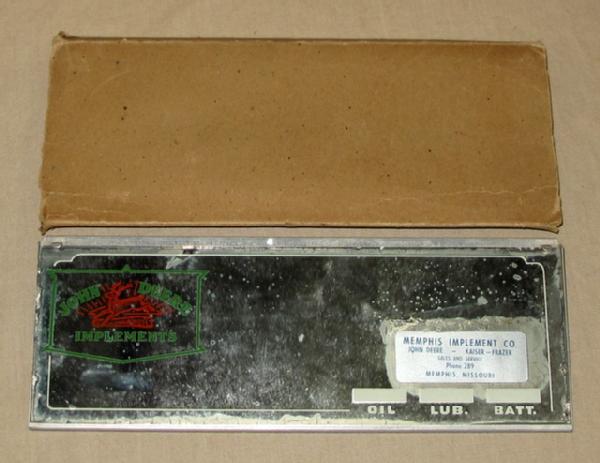 JOHN DEERE
IMPLEMENTS
MEMPHIS IMPLEMENT CO.
JOHN DEERE - KAISER-FRAZER
SALES AND SERVICE
Phone 289
MEMPHIS, MISSOURI
OIL LUB. BATT.